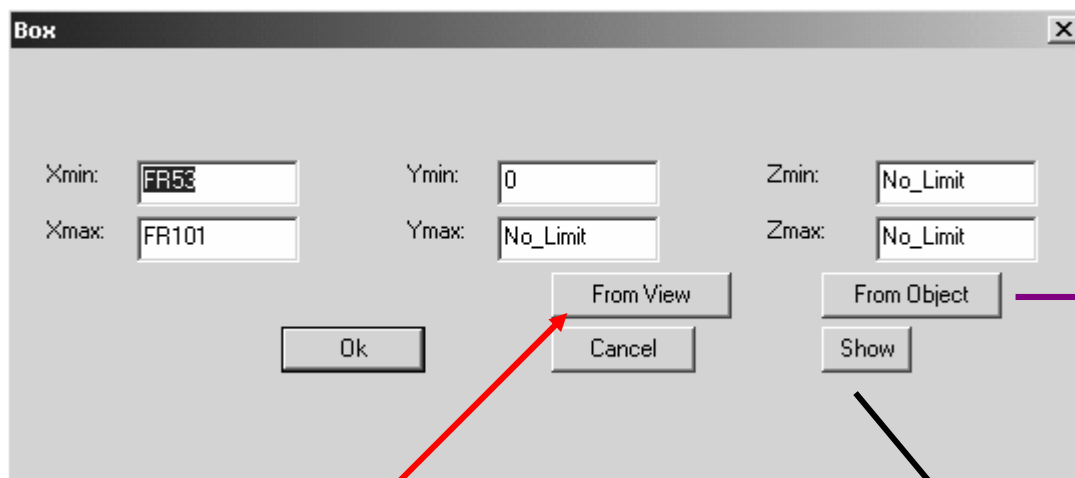 Box
Xmin: FR53 Ymin: 0 Zmin: No_Limit
Xmax: FR101 Ymax: No_Limit Zmax: No_Limit
From View From Object
Ok Cancel Show